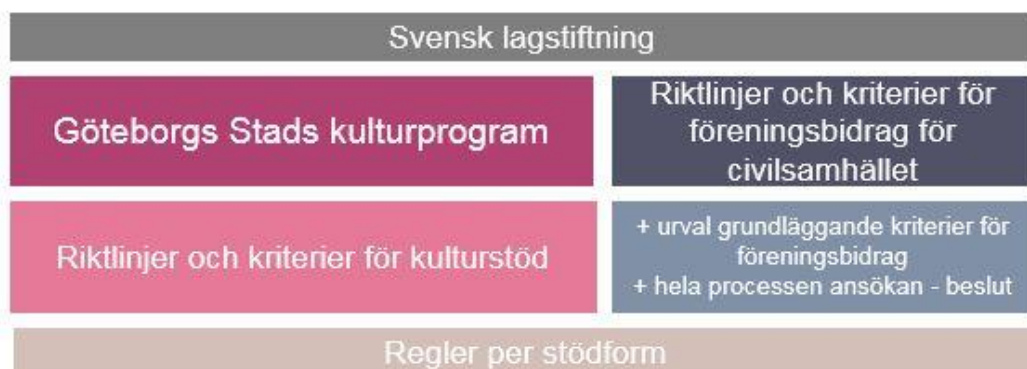 Svensk lagstiftning
Göteborgs Stads kulturprogram
Riktlinjer och kriterier för
föreningsbidrag för
civilsamhället
Riktlinjer och kriterier för kulturstöd
+ urval grundläggande kriterier för
föreningsbidrag
+ hela processen ansökan - beslut
Regler per stödform